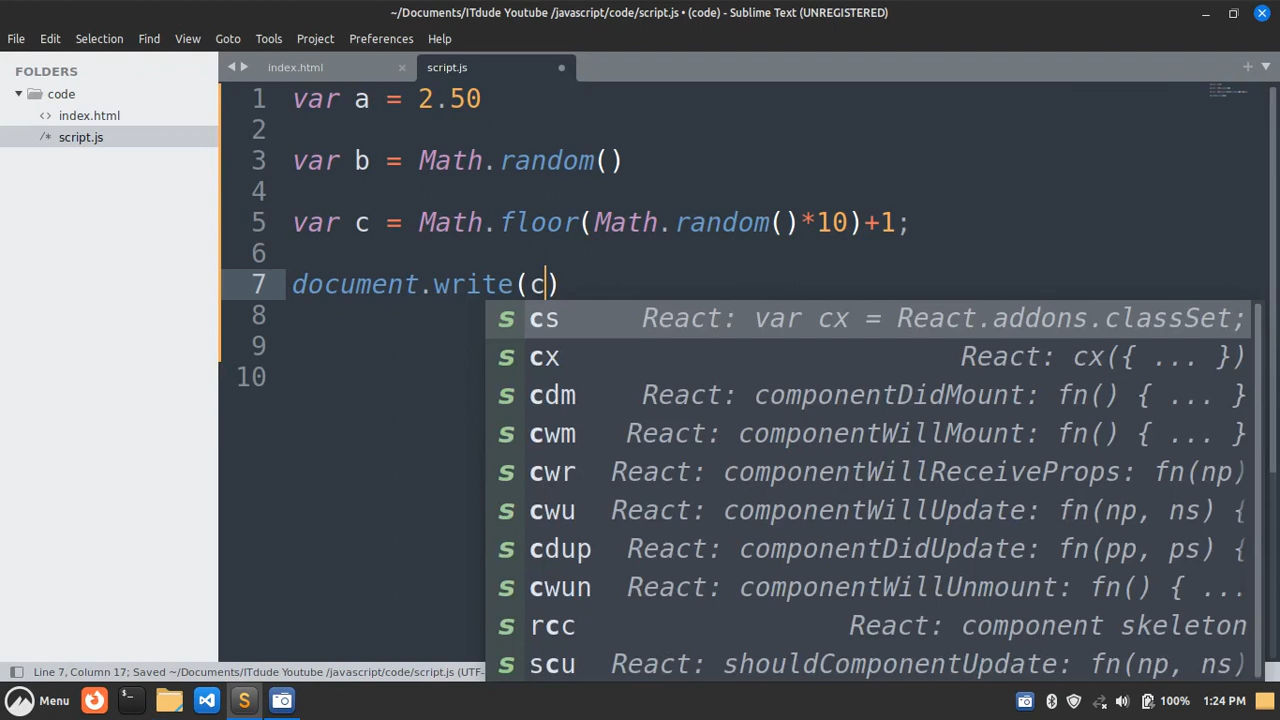 ~/Documents/ITdude Youtube /javascript/code/script.js • (code) - Sublime Text (UNREGISTERED)
File Edit Selection Find View Goto Tools Project Preferences Help
FOLDERS
code
<> index.html
/* script.js
index.html
script.js
1 var a = 2.50
2
3 var b = Math.random()
4
5 var c = Math.floor(Math.random()*10)+1;
6
7 document.write(c)
8
9
10
s cs React: var cx = React.addons.classSet;
s cx React: cx({ ... })
s cdm React: componentDidMount: fn() { ... }
s cwm React: componentWillMount: fn() { ... }
s cwr React: componentWillReceiveProps: fn(np)
s cwu React: componentWillUpdate: fn(np, ns) {
s cdup React: componentDidUpdate: fn(pp, ps) {
s cwun React: componentWillUnmount: fn() { ...
s rcc React: component skeleton
s scu React: shouldComponentUpdate: fn(np, ns)
Line 7, Column 17; Saved ~/Documents/ITdude Youtube /javascript/code/script.js (UTF-
Menu
>_
S
100%
1:24 PM